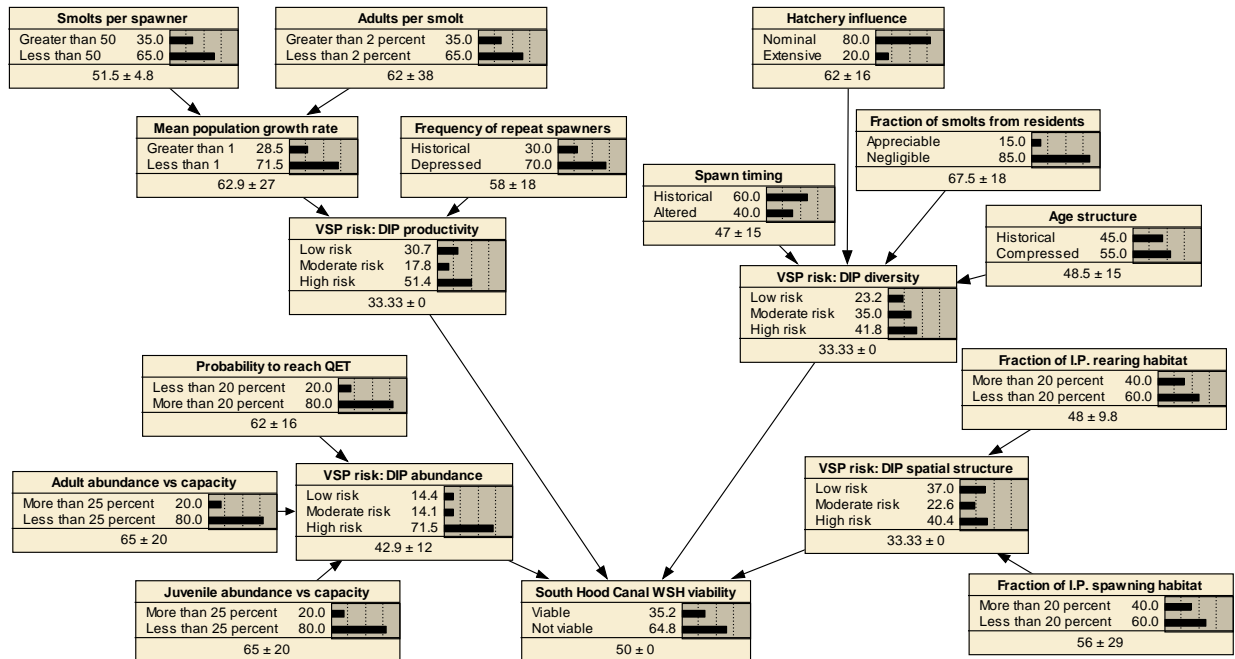 Smolts per spawner
Greater than 50 35.0
Less than 50 65.0
51.5 ± 4.8
Adults per smolt
Greater than 2 percent 35.0
Less than 2 percent 65.0
62 ± 38
Hatchery influence
Nominal 80.0
Extensive 20.0
62 ± 16
Mean population growth rate
Greater than 1 28.5
Less than 1 71.5
62.9 ± 27
Frequency of repeat spawners
Historical 30.0
Depressed 70.0
58 ± 18
Fraction of smolts from residents
Appreciable 15.0
Negligible 85.0
67.5 ± 18
Spawn timing
Historical 60.0
Altered 40.0
47 ± 15
Age structure
Historical 45.0
Compressed 55.0
48.5 ± 15
VSP risk: DIP productivity
Low risk 30.7
Moderate risk 17.8
High risk 51.4
33.33 ± 0
VSP risk: DIP diversity
Low risk 23.2
Moderate risk 35.0
High risk 41.8
33.33 ± 0
Probability to reach QET
Less than 20 percent 20.0
More than 20 percent 80.0
62 ± 16
Fraction of I.P. rearing habitat
More than 20 percent 40.0
Less than 20 percent 60.0
48 ± 9.8
Adult abundance vs capacity
More than 25 percent 20.0
Less than 25 percent 80.0
65 ± 20
VSP risk: DIP abundance
Low risk 14.4
Moderate risk 14.1
High risk 71.5
42.9 ± 12
VSP risk: DIP spatial structure
Low risk 37.0
Moderate risk 22.6
High risk 40.4
33.33 ± 0
Juvenile abundance vs capacity
More than 25 percent 20.0
Less than 25 percent 80.0
65 ± 20
South Hood Canal WSH viability
Viable 35.2
Not viable 64.8
50 ± 0
Fraction of I.P. spawning habitat
More than 20 percent 40.0
Less than 20 percent 60.0
56 ± 29